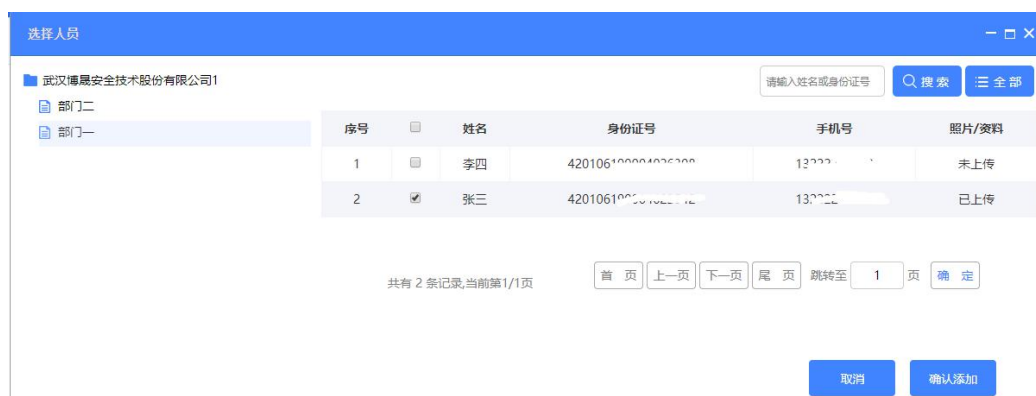 选择人员
武汉博晟安全技术股份有限公司1
请输入姓名或身份证号 搜索 全部
部门二
部门一
序号 姓名 身份证号 手机号 照片/资料
1 李四 未上传
2 张三 已上传
共有 2 条记录,当前第1/1页 首 页 上一页 下一页 尾 页 跳转至 1 页 确 定
取消 确认添加